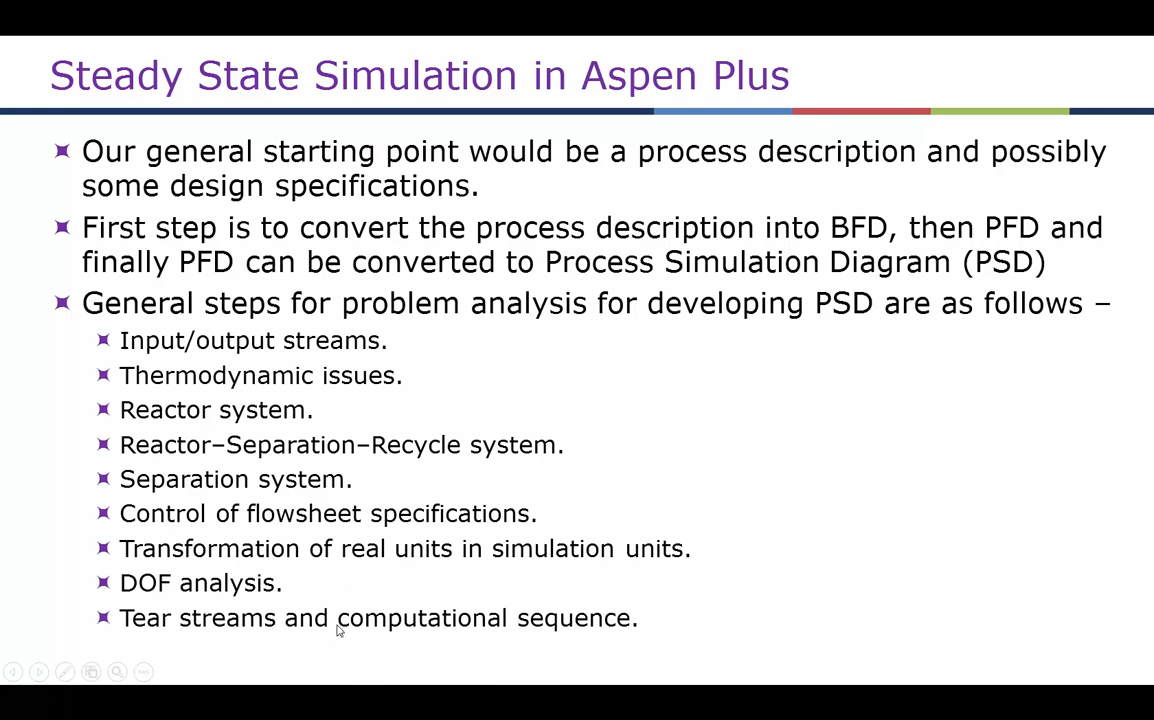 Steady State Simulation in Aspen Plus
Our general starting point would be a process description and possibly
some design specifications.
First step is to convert the process description into BFD, then PFD and
finally PFD can be converted to Process Simulation Diagram (PSD)
General steps for problem analysis for developing PSD are as follows –
Input/output streams.
Thermodynamic issues.
Reactor system.
Reactor–Separation–Recycle system.
Separation system.
Control of flowsheet specifications.
Transformation of real units in simulation units.
DOF analysis.
Tear streams and computational sequence.